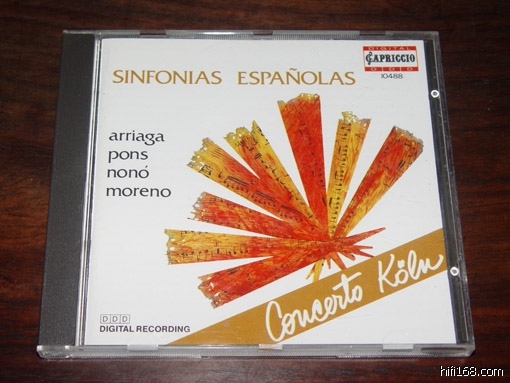 SINFONIAS ESPAÑOLAS
DIGITAL
CAPRICCIO
10488
arriaga
pons
nonó
moreno
Concerto Köln
DDD
DIGITAL RECORDING
hifi168.com